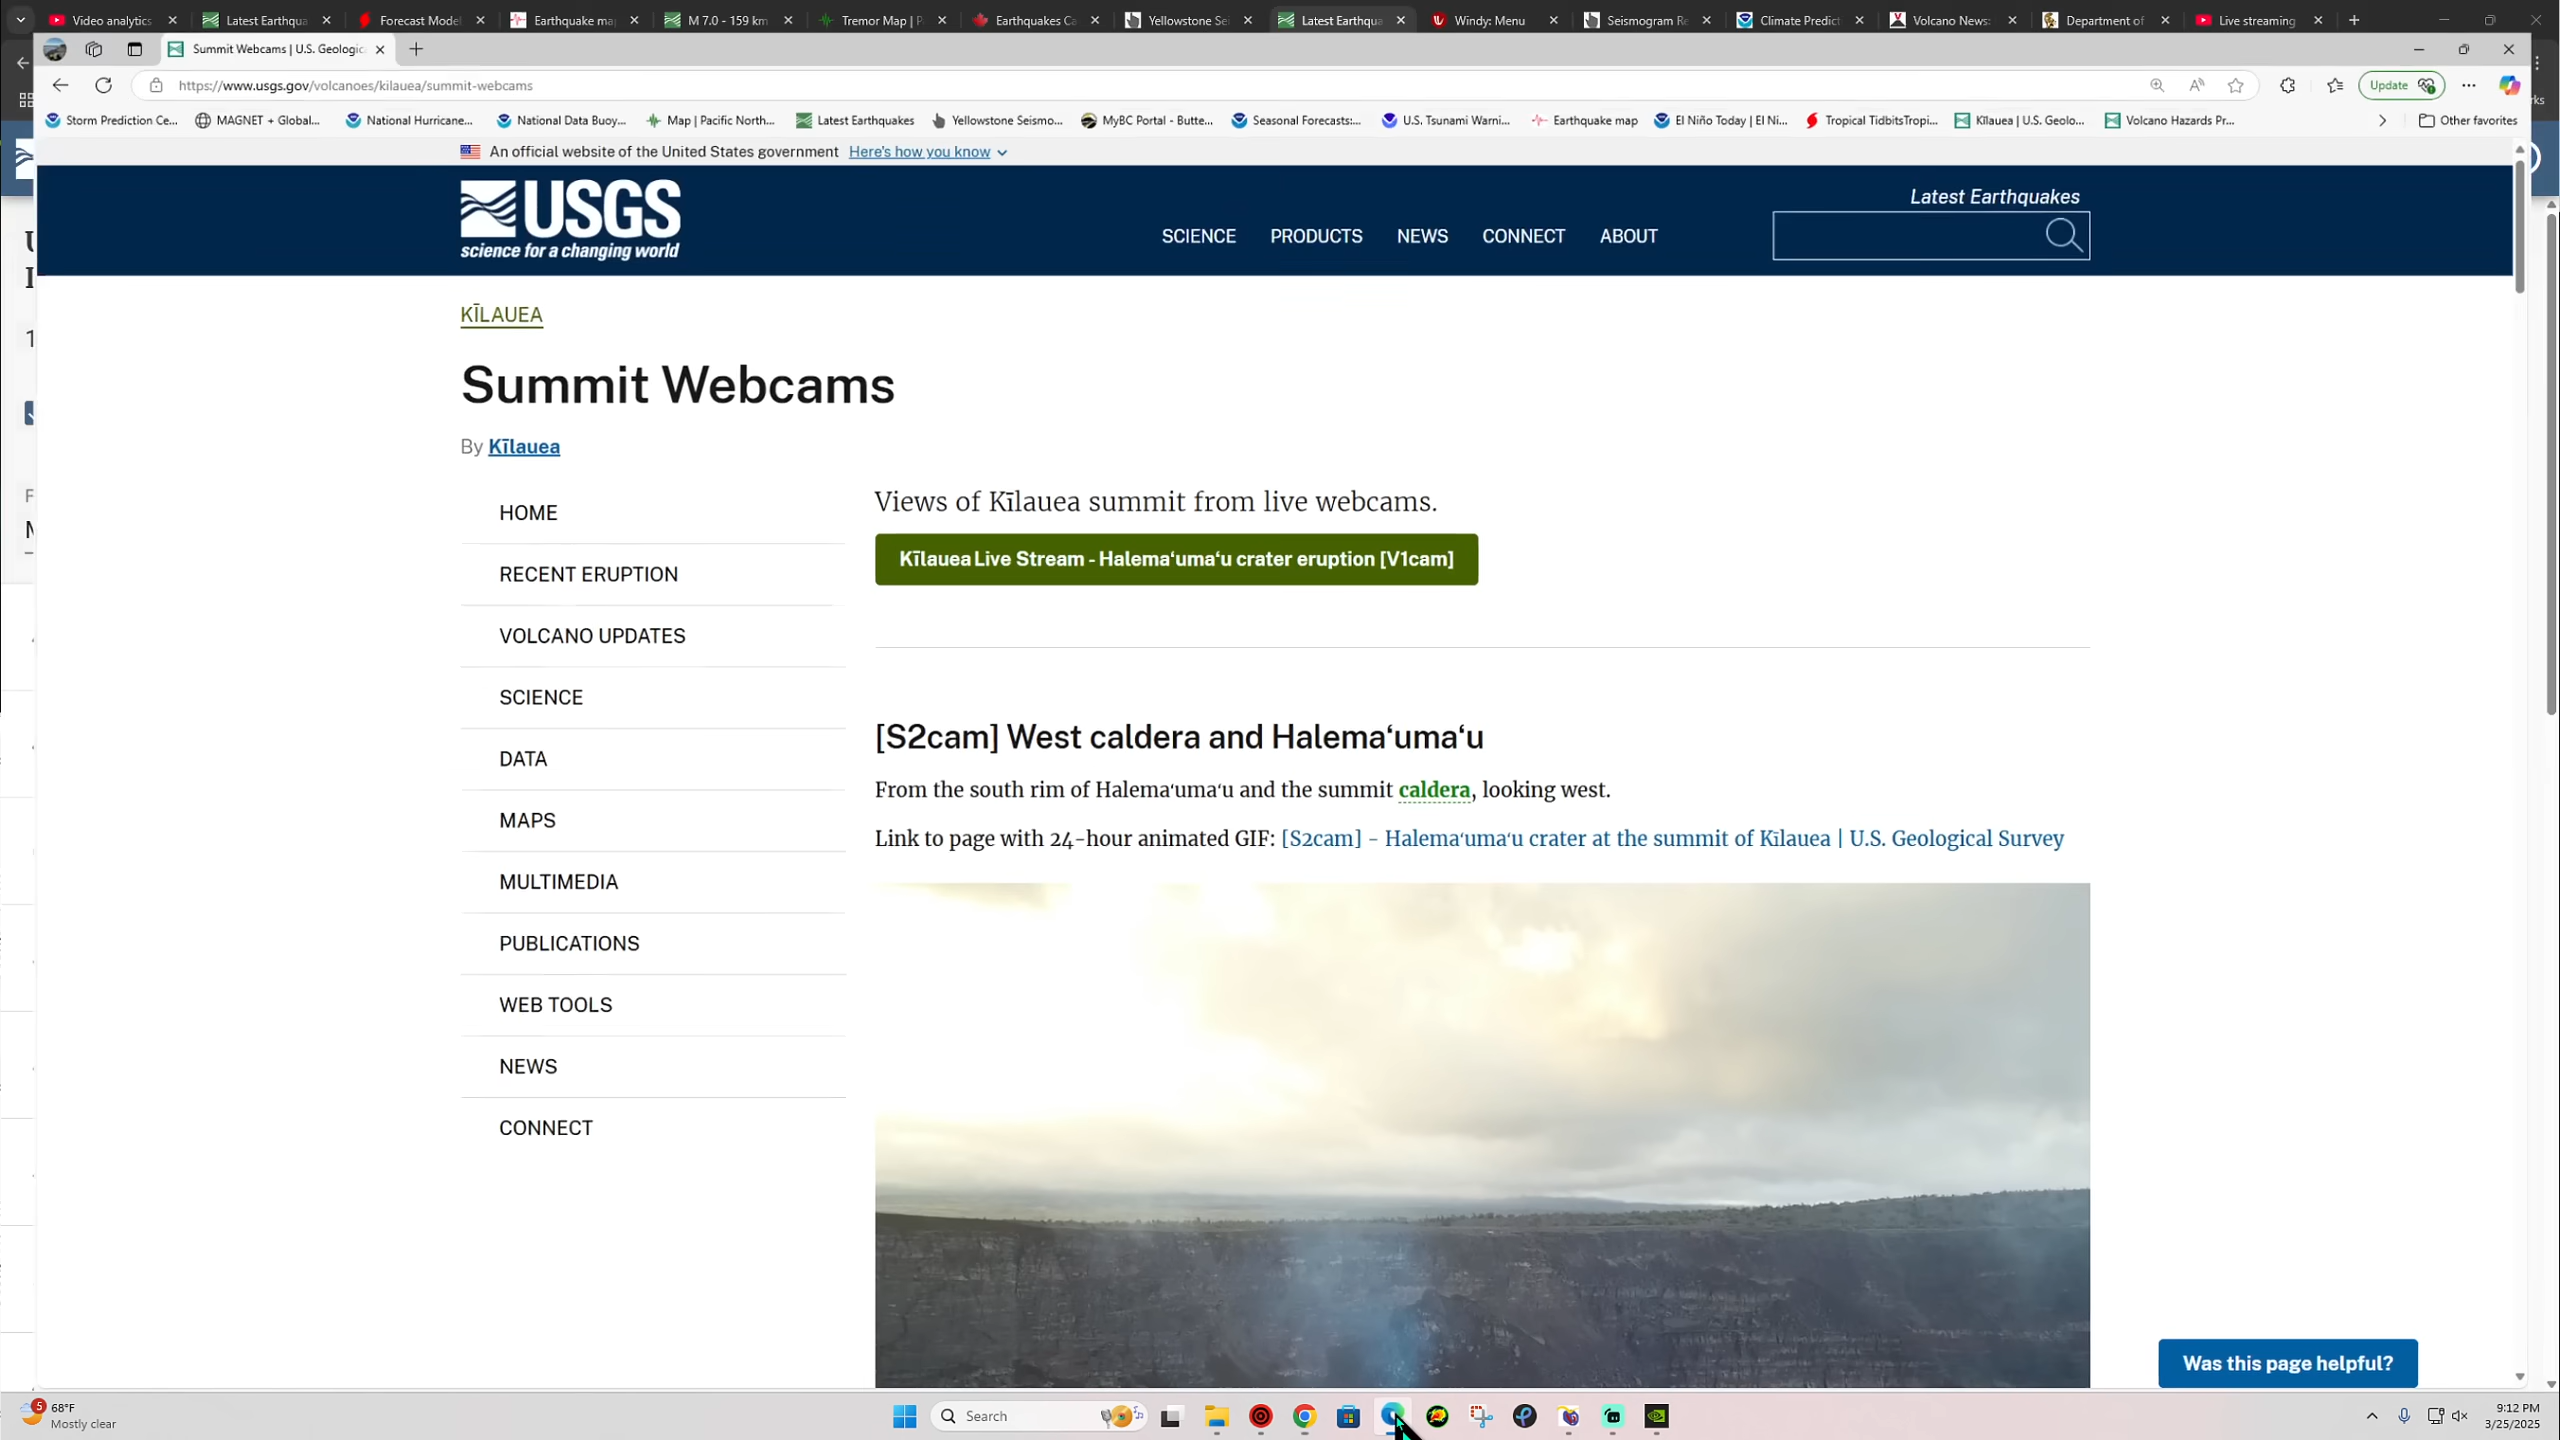 Video analytics
Latest Earthqua
Forecast Model
Earthquake ma
M 7.0 - 159 km
Tremor Map | P
Earthquakes Ca
Yellowstone Sei
Latest Earthqua
Windy: Menu
Seismogram Re
Climate Predict
Volcano News:
Department of
Live streaming
Summit Webcams | U.S. Geologic
https://www.usgs.gov/volcanoes/kilauea/summit-webcams
Update
Storm Prediction Ce...
MAGNET + Global...
National Hurricane...
National Data Buoy...
Map | Pacific North...
Latest Earthquakes
Yellowstone Seismo...
MyBC Portal - Butte...
Seasonal Forecasts:...
U.S. Tsunami Warni...
Earthquake map
El Niño Today | El Ni...
Tropical TidbitsTropi...
Kīlauea | U.S. Geolo...
Volcano Hazards Pr...
Other favorites
An official website of the United States government Here's how you know
USGS
science for a changing world
Latest Earthquakes
SCIENCE PRODUCTS NEWS CONNECT ABOUT
KĪLAUEA
Summit Webcams
By Kīlauea
HOME
RECENT ERUPTION
VOLCANO UPDATES
SCIENCE
DATA
MAPS
MULTIMEDIA
PUBLICATIONS
WEB TOOLS
NEWS
CONNECT
Views of Kīlauea summit from live webcams.
Kīlauea Live Stream - Halemaʻumaʻu crater eruption [V1cam]
[S2cam] West caldera and Halemaʻumaʻu
From the south rim of Halemaʻumaʻu and the summit caldera, looking west.
Link to page with 24-hour animated GIF: [S2cam] - Halemaʻumaʻu crater at the summit of Kīlauea | U.S. Geological Survey
Was this page helpful?
5
68°F
Mostly clear
Search
9:12 PM
3/25/2025